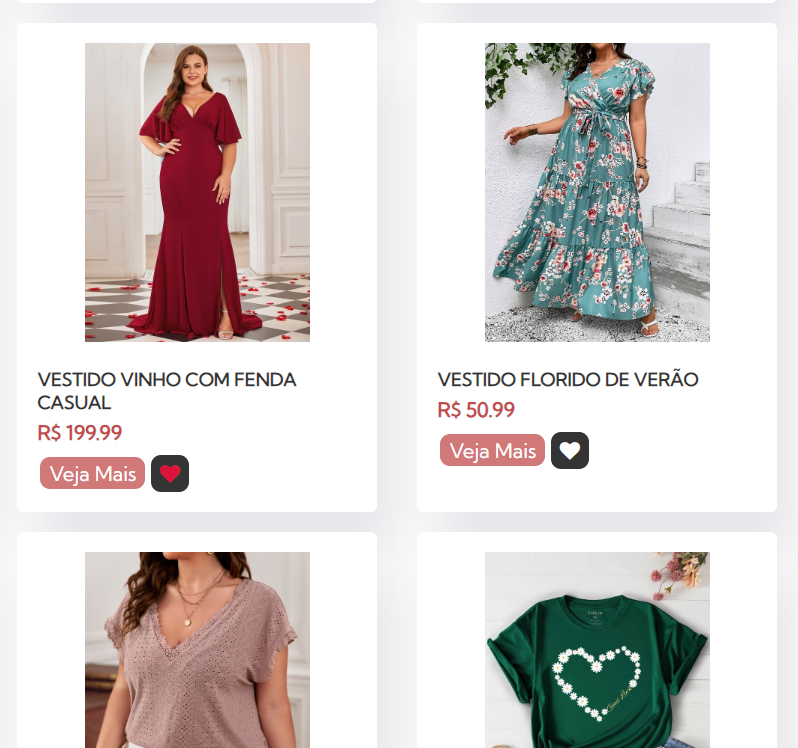 VESTIDO VINHO COM FENDA
CASUAL
R$ 199.99
Veja Mais
VESTIDO FLORIDO DE VERÃO
R$ 50.99
Veja Mais